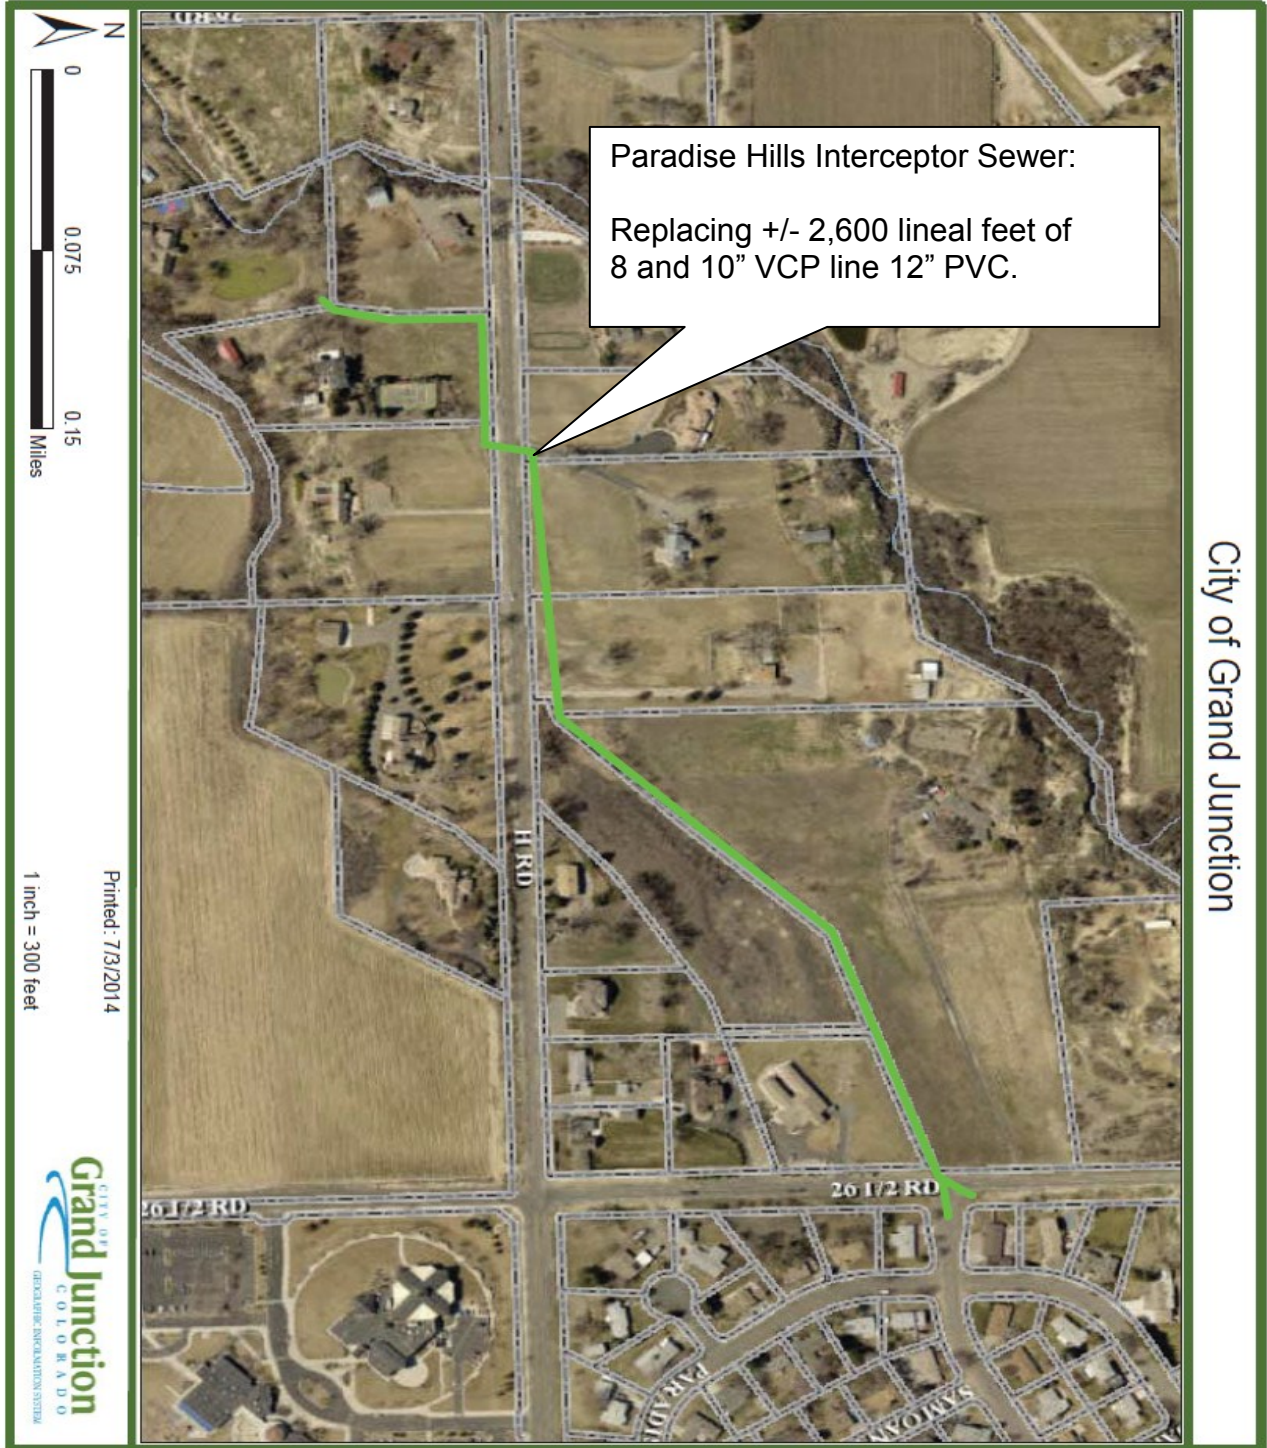 City of Grand Junction
Paradise Hills Interceptor Sewer:
Replacing +/- 2,600 lineal feet of
8 and 10” VCP line 12” PVC.
H RD
26 1/2 RD
26 1/2 RD
SAMOAN
N
0
0.075
0.15
Miles
Printed: 7/3/2014
1 inch = 300 feet
CITY OF
Grand Junction
COLORADO
GEOGRAPHIC INFORMATION SYSTEM